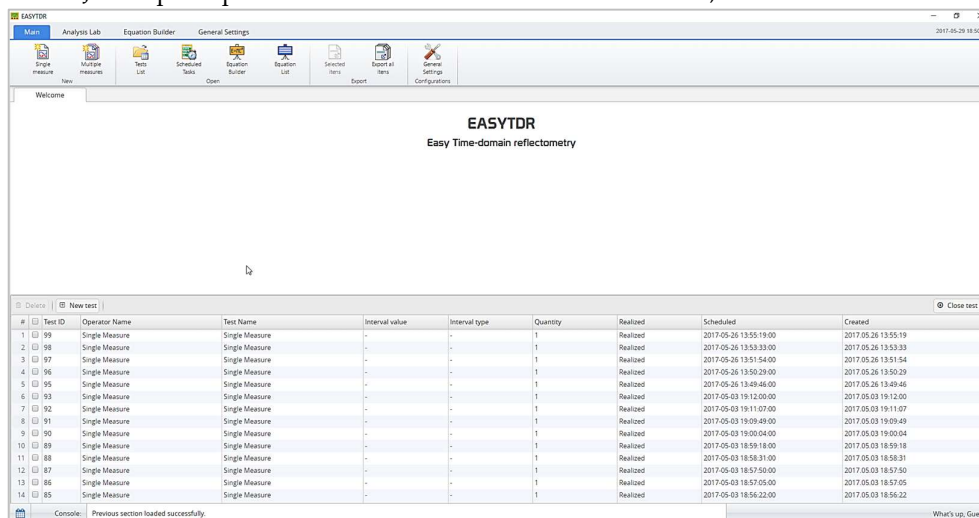 EASYTDR
Main Analysis Lab Equation Builder General Settings
2017-05-29 18:50
Single measure
Multiple measures
Tests List
Scheduled Tasks
Equation Builder
Equation List
Selected itens
Export all itens
General Settings
New Open Export Configurations
Welcome
EASYTDR
Easy Time-domain reflectometry
Delete New test Close test
# Test ID Operator Name Test Name Interval value Interval type Quantity Realized Scheduled Created
1 99 Single Measure Single Measure - - 1 Realized 2017-05-26 13:55:19:00 2017.05.26 13:55:19
2 98 Single Measure Single Measure - - 1 Realized 2017-05-26 13:53:33:00 2017.05.26 13:53:33
3 97 Single Measure Single Measure - - 1 Realized 2017-05-26 13:51:54:00 2017.05.26 13:51:54
4 96 Single Measure Single Measure - - 1 Realized 2017-05-26 13:50:29:00 2017.05.26 13:50:29
5 95 Single Measure Single Measure - - 1 Realized 2017-05-26 13:49:46:00 2017.05.26 13:49:46
6 93 Single Measure Single Measure - - 1 Realized 2017-05-03 19:12:00:00 2017.05.03 19:12:00
7 92 Single Measure Single Measure - - 1 Realized 2017-05-03 19:11:07:00 2017.05.03 19:11:07
8 91 Single Measure Single Measure - - 1 Realized 2017-05-03 19:09:49:00 2017.05.03 19:09:49
9 90 Single Measure Single Measure - - 1 Realized 2017-05-03 19:00:04:00 2017.05.03 19:00:04
10 89 Single Measure Single Measure - - 1 Realized 2017-05-03 18:59:18:00 2017.05.03 18:59:18
11 88 Single Measure Single Measure - - 1 Realized 2017-05-03 18:58:31:00 2017.05.03 18:58:31
12 87 Single Measure Single Measure - - 1 Realized 2017-05-03 18:57:50:00 2017.05.03 18:57:50
13 86 Single Measure Single Measure - - 1 Realized 2017-05-03 18:57:05:00 2017.05.03 18:57:05
14 85 Single Measure Single Measure - - 1 Realized 2017-05-03 18:56:22:00 2017.05.03 18:56:22
Console: Previous section loaded successfully. What's up, Gue